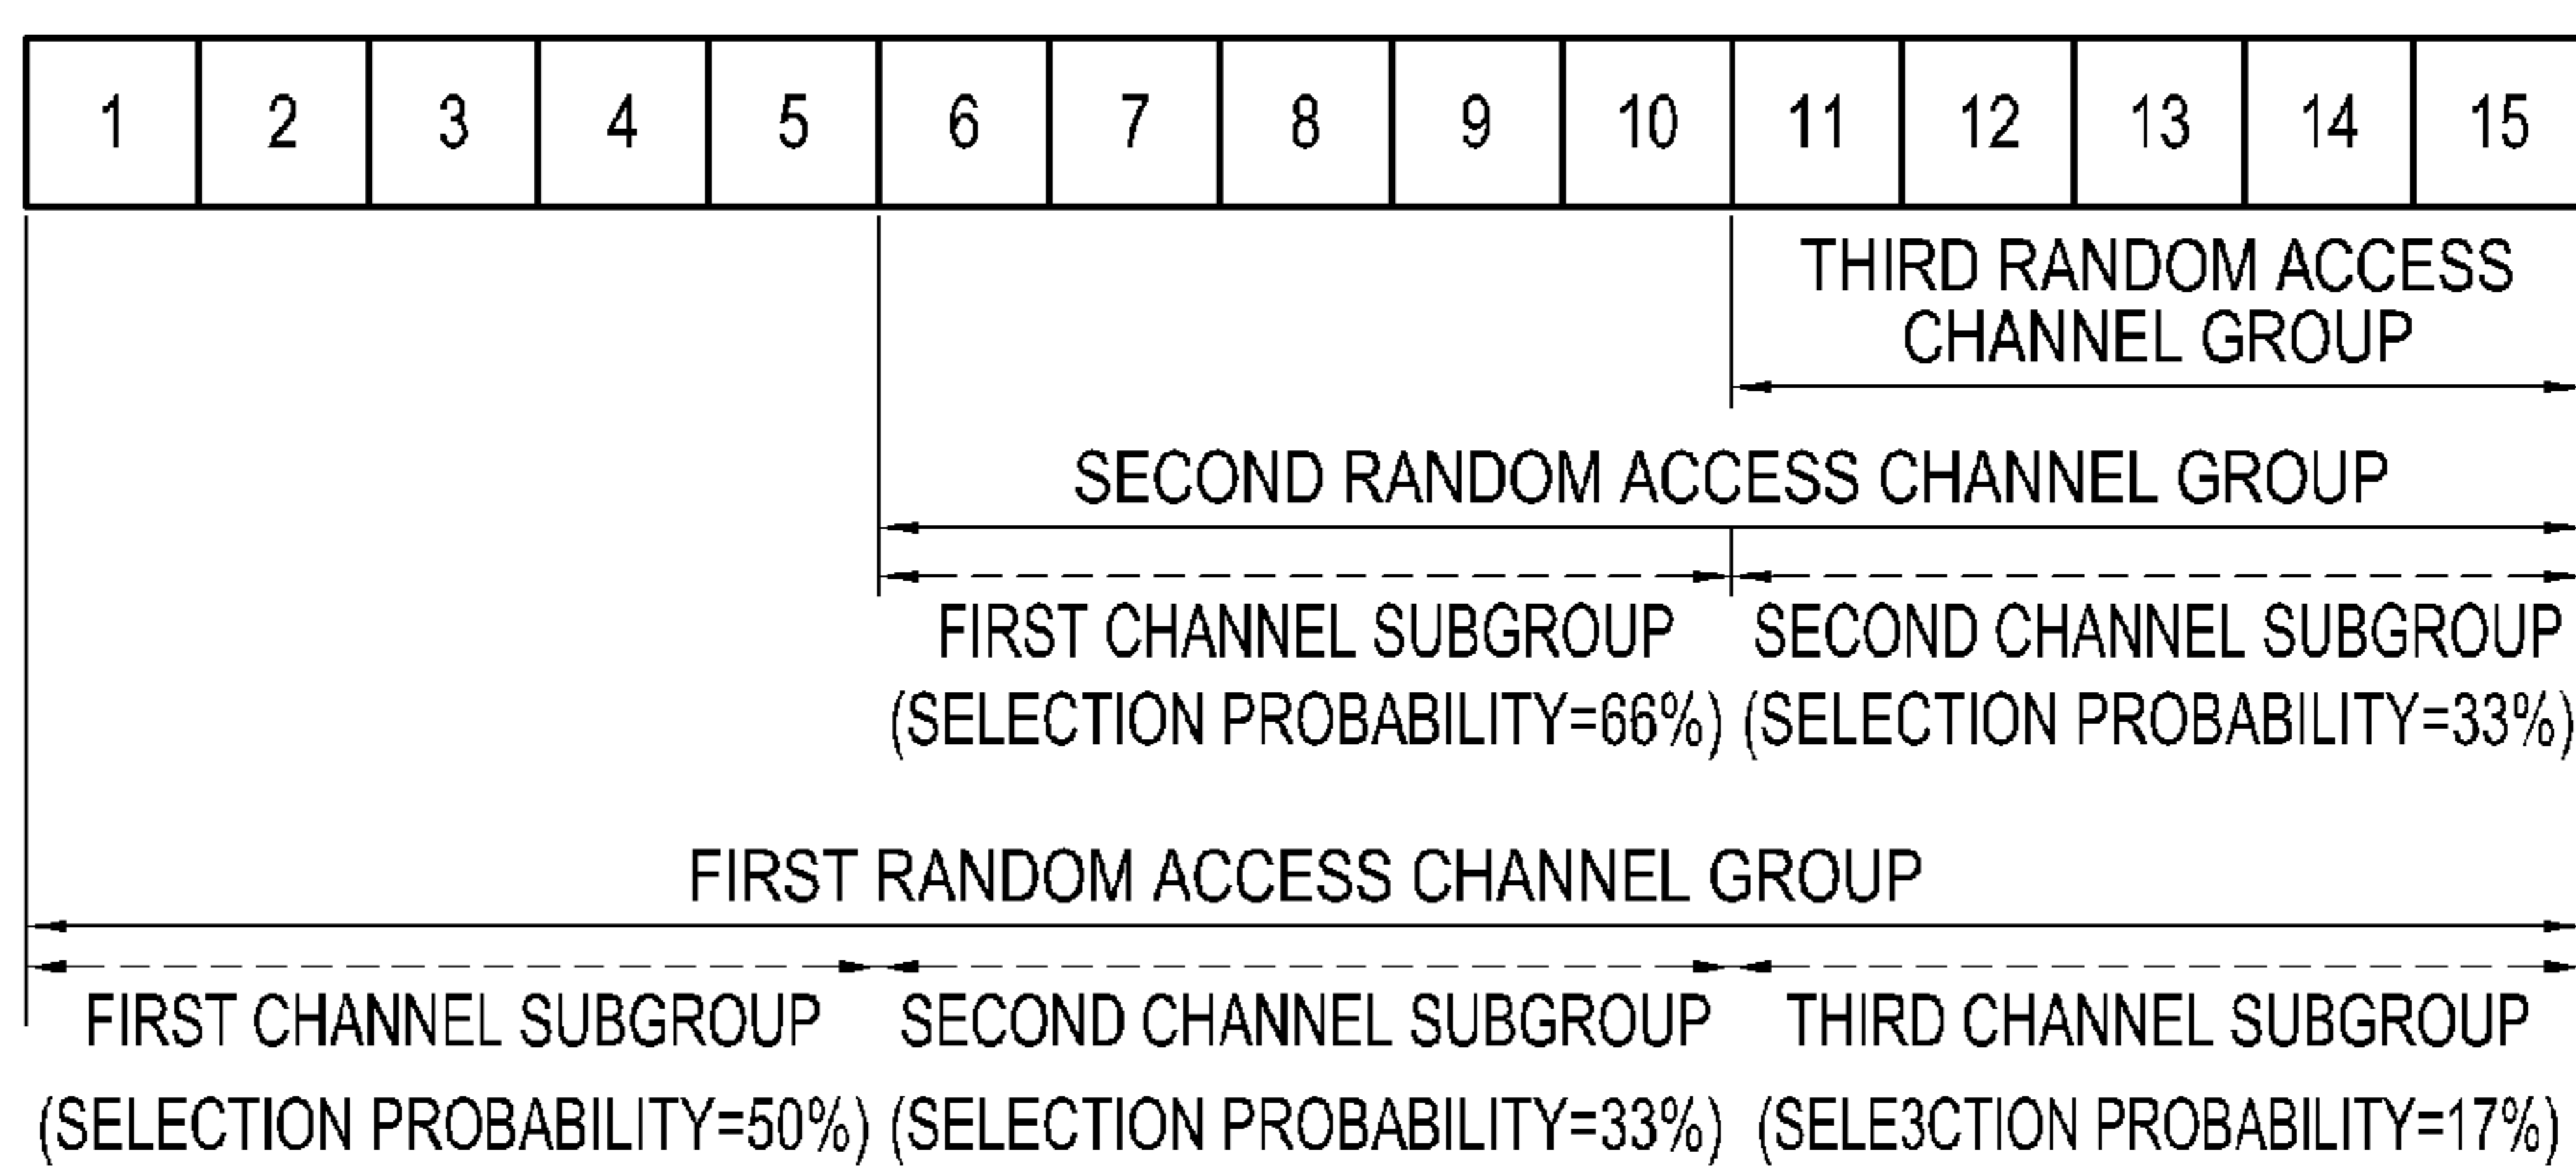 1 2 3 4 5 6 7 8 9 10 11 12 13 14 15
THIRD RANDOM ACCESS
CHANNEL GROUP
SECOND RANDOM ACCESS CHANNEL GROUP
FIRST CHANNEL SUBGROUP SECOND CHANNEL SUBGROUP
(SELECTION PROBABILITY=66%) (SELECTION PROBABILITY=33%)
FIRST RANDOM ACCESS CHANNEL GROUP
FIRST CHANNEL SUBGROUP SECOND CHANNEL SUBGROUP THIRD CHANNEL SUBGROUP
(SELECTION PROBABILITY=50%) (SELECTION PROBABILITY=33%) (SELE3CTION PROBABILITY=17%)